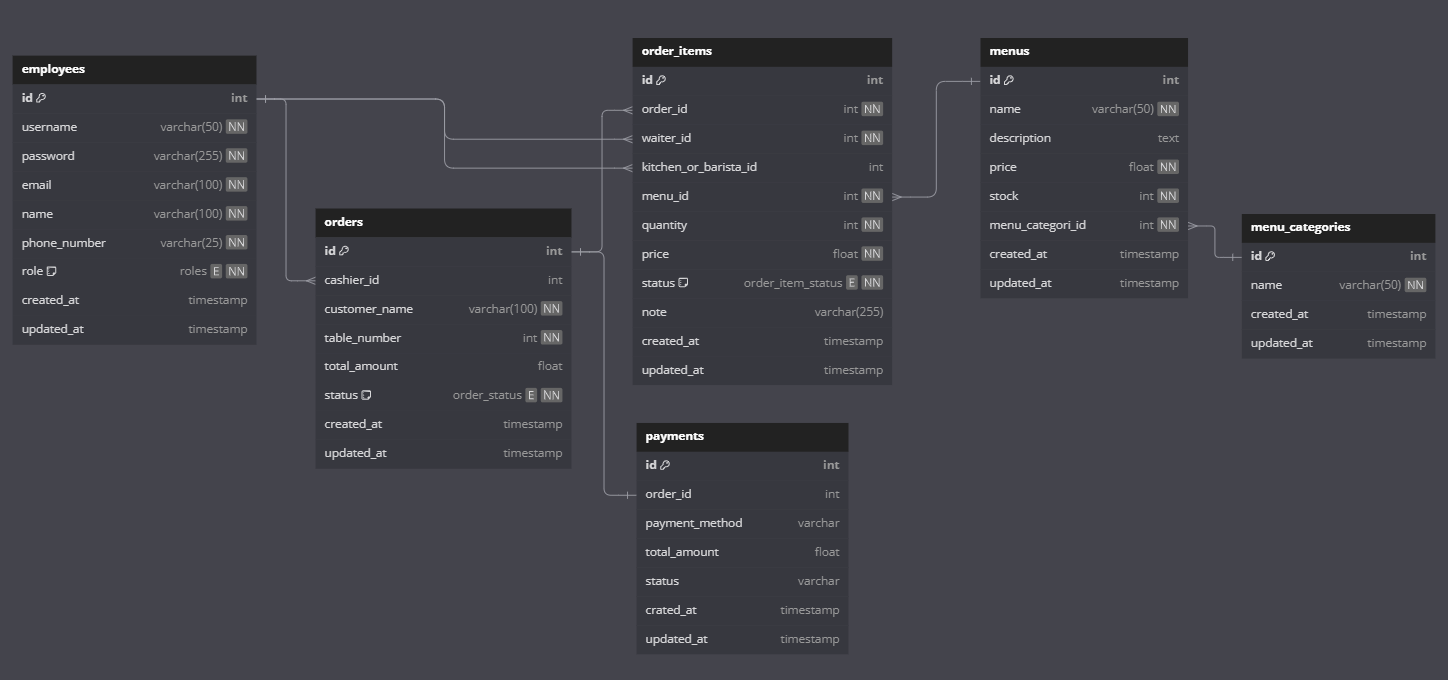 employees
id int
username varchar(50) NN
password varchar(255) NN
email varchar(100) NN
name varchar(100) NN
phone_number varchar(25) NN
role roles E NN
created_at timestamp
updated_at timestamp
orders
id int
cashier_id int
customer_name varchar(100) NN
table_number int NN
total_amount float
status order_status E NN
created_at timestamp
updated_at timestamp
order_items
id int
order_id int NN
waiter_id int NN
kitchen_or_barista_id int
menu_id int NN
quantity int NN
price float NN
status order_item_status E NN
note varchar(255)
created_at timestamp
updated_at timestamp
payments
id int
order_id int
payment_method varchar
total_amount float
status varchar
crated_at timestamp
updated_at timestamp
menus
id int
name varchar(50) NN
description text
price float NN
stock int NN
menu_categori_id int NN
created_at timestamp
updated_at timestamp
menu_categories
id int
name varchar(50) NN
created_at timestamp
updated_at timestamp